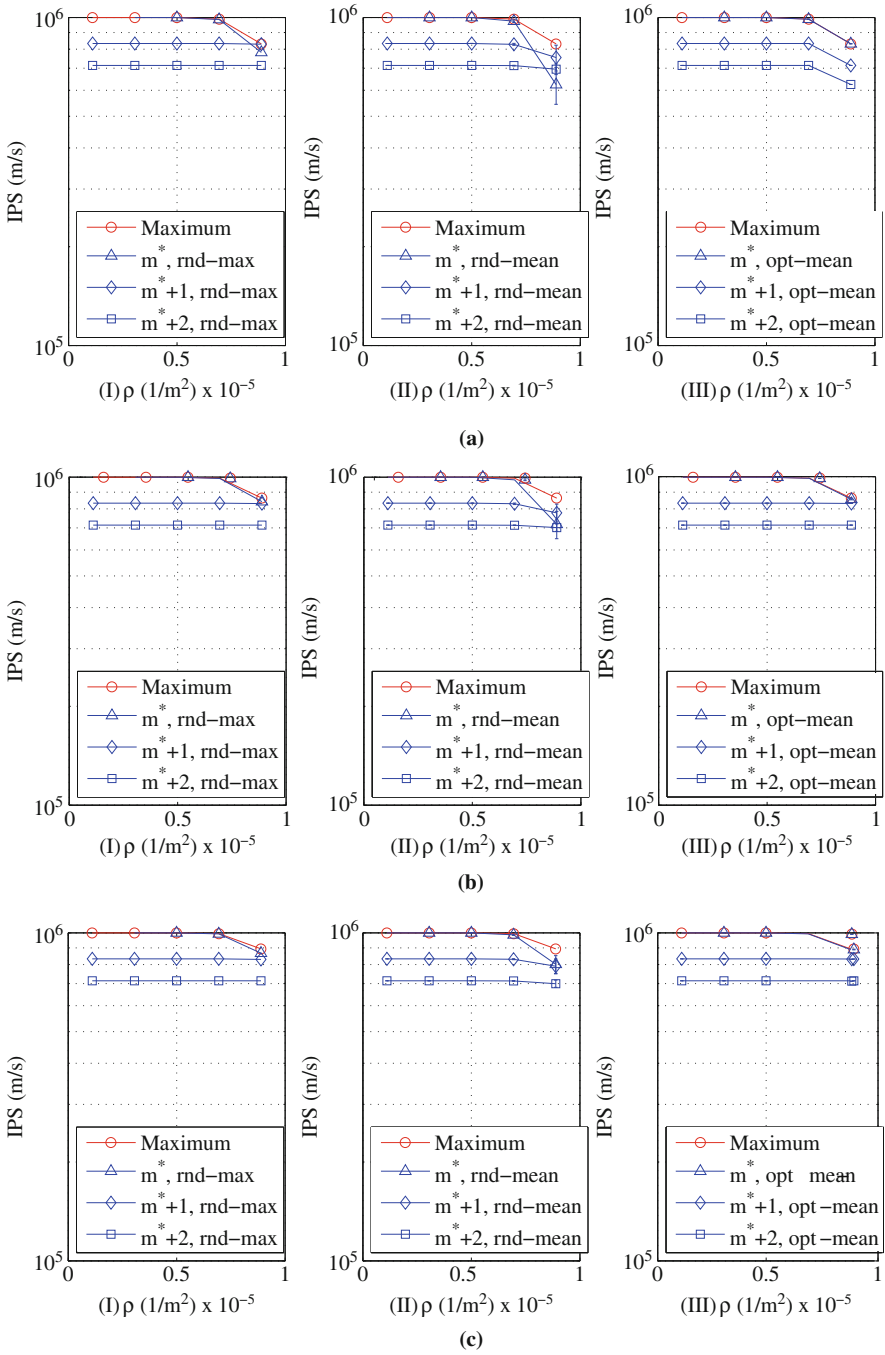 10⁶
IPS (m/s)
Maximum
m*, rnd−max
m*+1, rnd−max
m*+2, rnd−max
10⁵
0 0.5 1
(I) ρ (1/m²) x 10⁻⁵
10⁶
IPS (m/s)
Maximum
m*, rnd−mean
m*+1, rnd−mean
m*+2, rnd−mean
10⁵
0 0.5 1
(II) ρ (1/m²) x 10⁻⁵
10⁶
IPS (m/s)
Maximum
m*, opt−mean
m*+1, opt−mean
m*+2, opt−mean
10⁵
0 0.5 1
(III) ρ (1/m²) x 10⁻⁵
(a)
10⁶
IPS (m/s)
Maximum
m*, rnd−max
m*+1, rnd−max
m*+2, rnd−max
10⁵
0 0.5 1
(I) ρ (1/m²) x 10⁻⁵
10⁶
IPS (m/s)
Maximum
m*, rnd−mean
m*+1, rnd−mean
m*+2, rnd−mean
10⁵
0 0.5 1
(II) ρ (1/m²) x 10⁻⁵
10⁶
IPS (m/s)
Maximum
m*, opt−mean
m*+1, opt−mean
m*+2, opt−mean
10⁵
0 0.5 1
(III) ρ (1/m²) x 10⁻⁵
(b)
10⁶
IPS (m/s)
Maximum
m*, rnd−max
m*+1, rnd−max
m*+2, rnd−max
10⁵
0 0.5 1
(I) ρ (1/m²) x 10⁻⁵
10⁶
IPS (m/s)
Maximum
m*, rnd−mean
m*+1, rnd−mean
m*+2, rnd−mean
10⁵
0 0.5 1
(II) ρ (1/m²) x 10⁻⁵
10⁶
IPS (m/s)
Maximum
m*, opt mean
m*+1, opt−mean
m*+2, opt−mean
10⁵
0 0.5 1
(III) ρ (1/m²) x 10⁻⁵
(c)